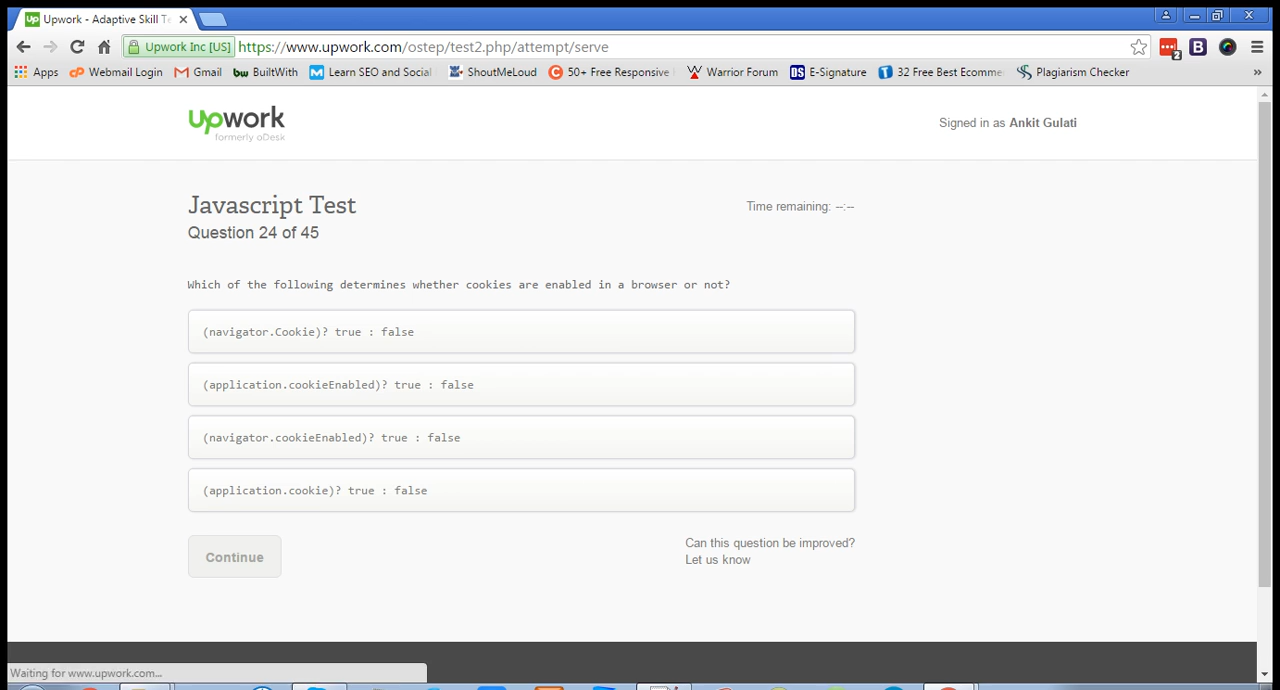 Upwork - Adaptive Skill Te
Upwork Inc [US] https://www.upwork.com/ostep/test2.php/attempt/serve
2
B
Apps Webmail Login Gmail bw BuiltWith Learn SEO and Social ShoutMeLoud 50+ Free Responsive Warrior Forum DS E-Signature 32 Free Best Ecomme Plagiarism Checker »
upwork
formerly oDesk
Signed in as Ankit Gulati
Javascript Test
Time remaining: --:--
Question 24 of 45
Which of the following determines whether cookies are enabled in a browser or not?
(navigator.Cookie)? true : false
(application.cookieEnabled)? true : false
(navigator.cookieEnabled)? true : false
(application.cookie)? true : false
Continue
Can this question be improved?
Let us know
Waiting for www.upwork.com...